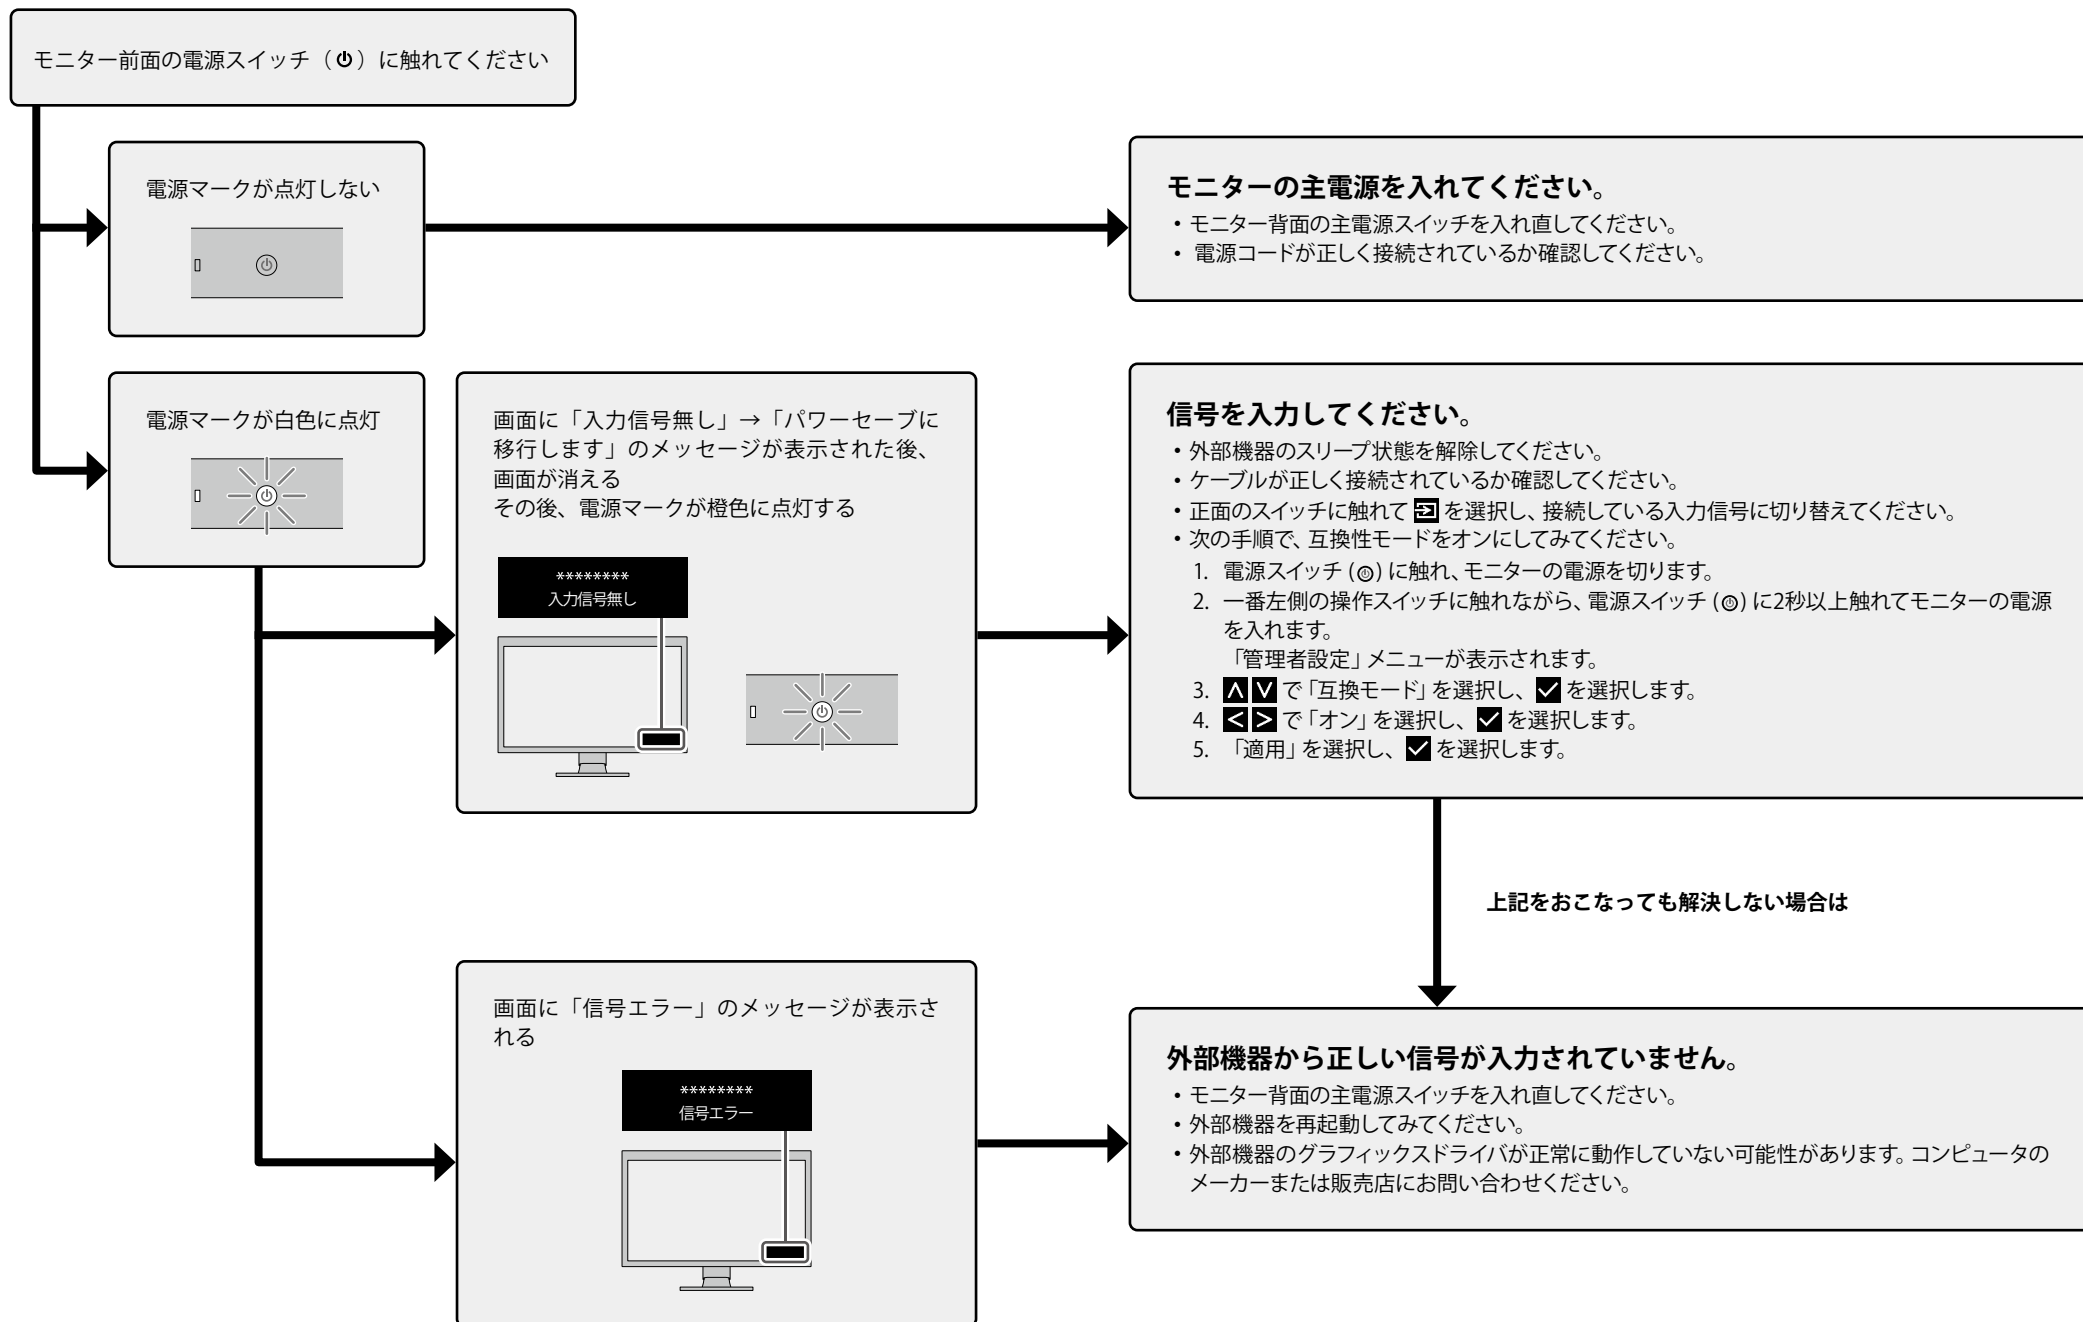 モニター前面の電源スイッチ（⏻）に触れてください
電源マークが点灯しない
モニターの主電源を入れてください。
・モニター背面の主電源スイッチを入れ直してください。
・ 電源コードが正しく接続されているか確認してください。
電源マークが白色に点灯
画面に「入力信号無し」→「パワーセーブに
移行します」のメッセージが表示された後、
画面が消える
その後、電源マークが橙色に点灯する
********
入力信号無し
信号を入力してください。
・外部機器のスリープ状態を解除してください。
・ケーブルが正しく接続されているか確認してください。
・正面のスイッチに触れて を選択し、接続している入力信号に切り替えてください。
・次の手順で、互換性モードをオンにしてみてください。
1. 電源スイッチ (⏻) に触れ、モニターの電源を切ります。
2. 一番左側の操作スイッチに触れながら、電源スイッチ (⏻) に2秒以上触れてモニターの電源
を入れます。
「管理者設定」メニューが表示されます。
3. ∧ ∨ で「互換モード」を選択し、 ✓ を選択します。
4. < > で「オン」を選択し、 ✓ を選択します。
5. 「適用」を選択し、 ✓ を選択します。
上記をおこなっても解決しない場合は
画面に「信号エラー」のメッセージが表示さ
れる
********
信号エラー
外部機器から正しい信号が入力されていません。
・モニター背面の主電源スイッチを入れ直してください。
・外部機器を再起動してみてください。
・外部機器のグラフィックスドライバが正常に動作していない可能性があります。コンピュータの
メーカーまたは販売店にお問い合わせください。